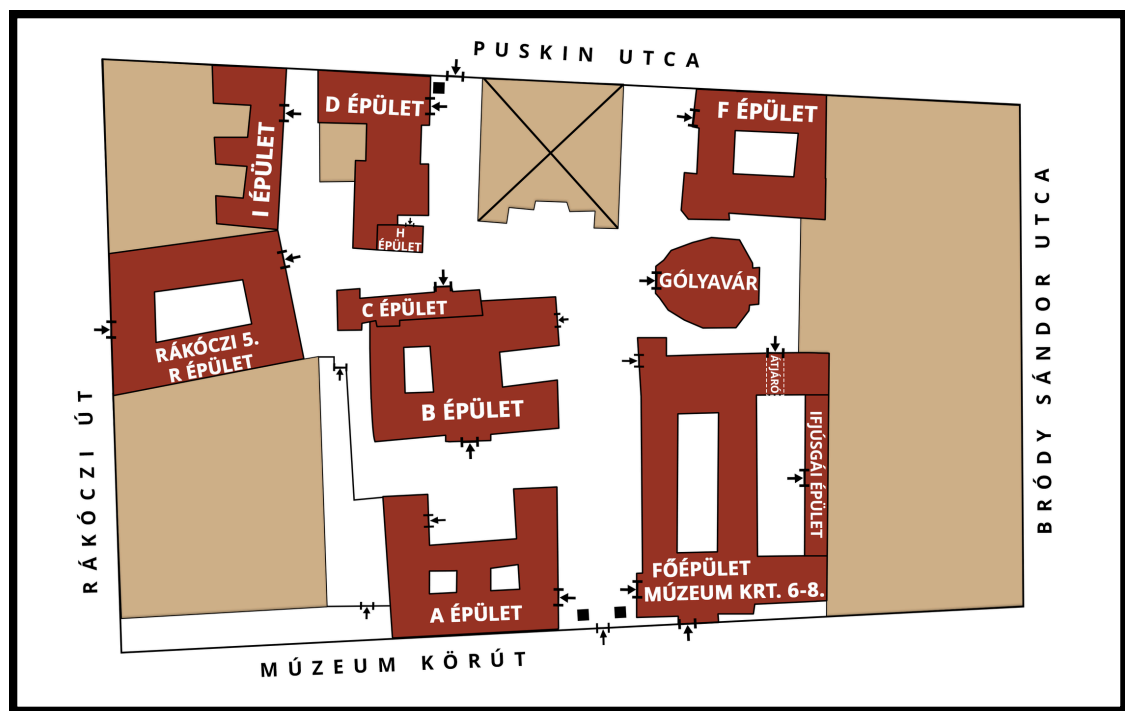 PUSKIN UTCA
D ÉPÜLET
F ÉPÜLET
I ÉPÜLET
H
ÉPÜLET
GÓLYAVÁR
C ÉPÜLET
RÁKÓCZI 5.
R ÉPÜLET
ÁTJÁRÓ
B ÉPÜLET
IFJÚSGÁI ÉPÜLET
BRÓDY SÁNDOR UTCA
RÁKÓCZI ÚT
FŐÉPÜLET
MÚZEUM KRT. 6-8.
A ÉPÜLET
MÚZEUM KÖRÚT